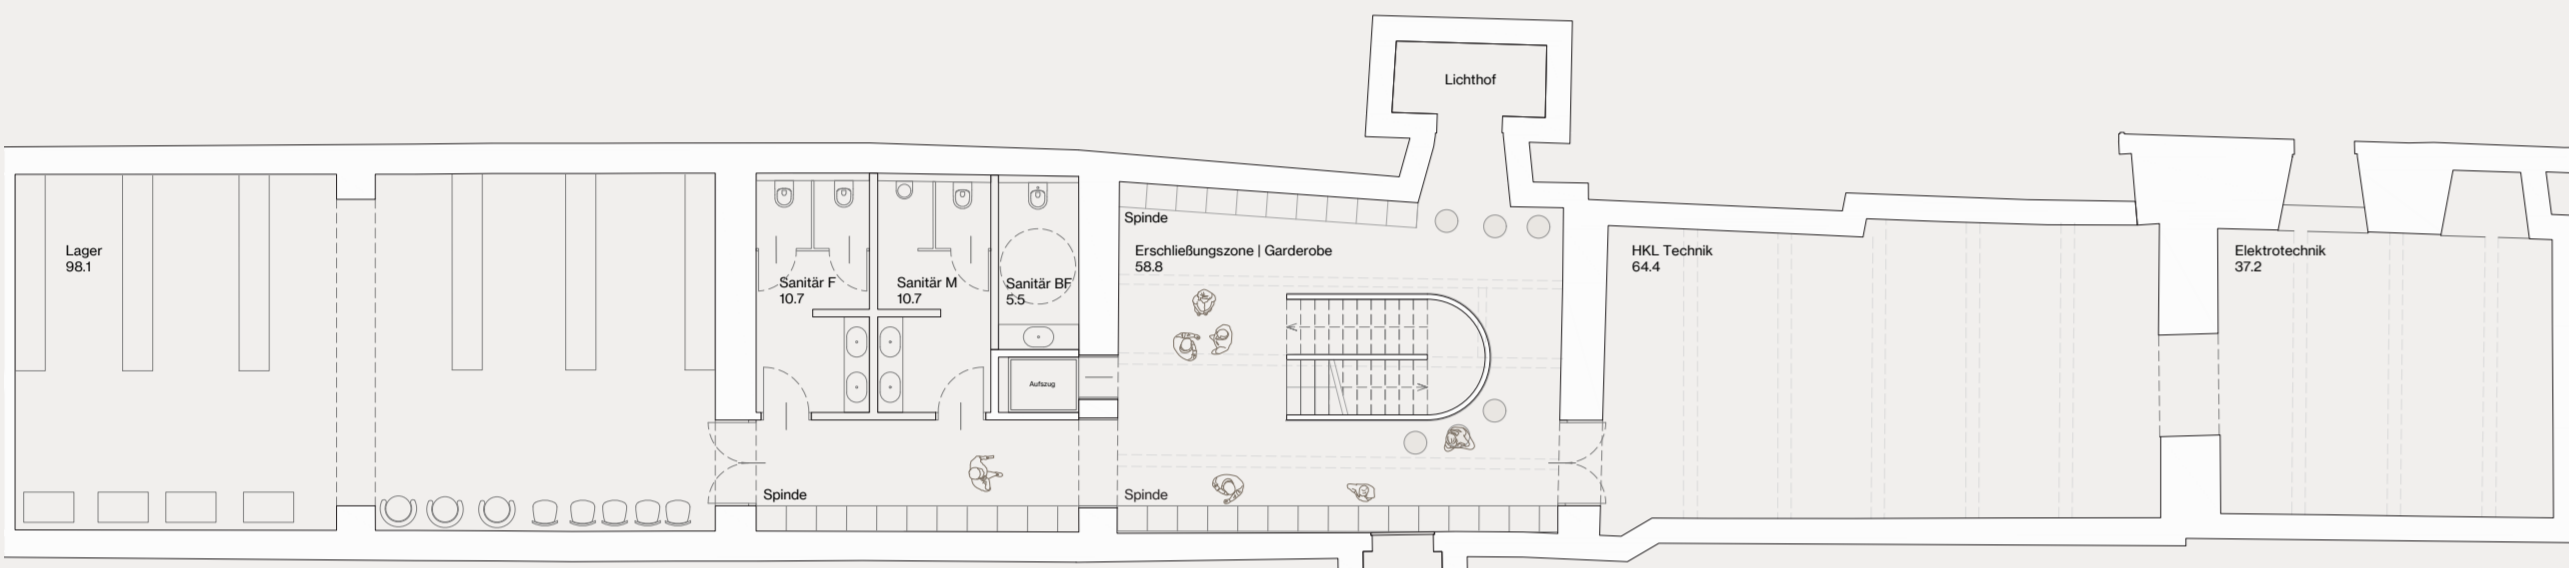 Lichthof
Lager
98.1
Sanitär F
10.7
Sanitär M
10.7
Sanitär BF
5.5
Aufszug
Spinde
Spinde
Erschließungszone | Garderobe
58.8
Spinde
HKL Technik
64.4
Elektrotechnik
37.2